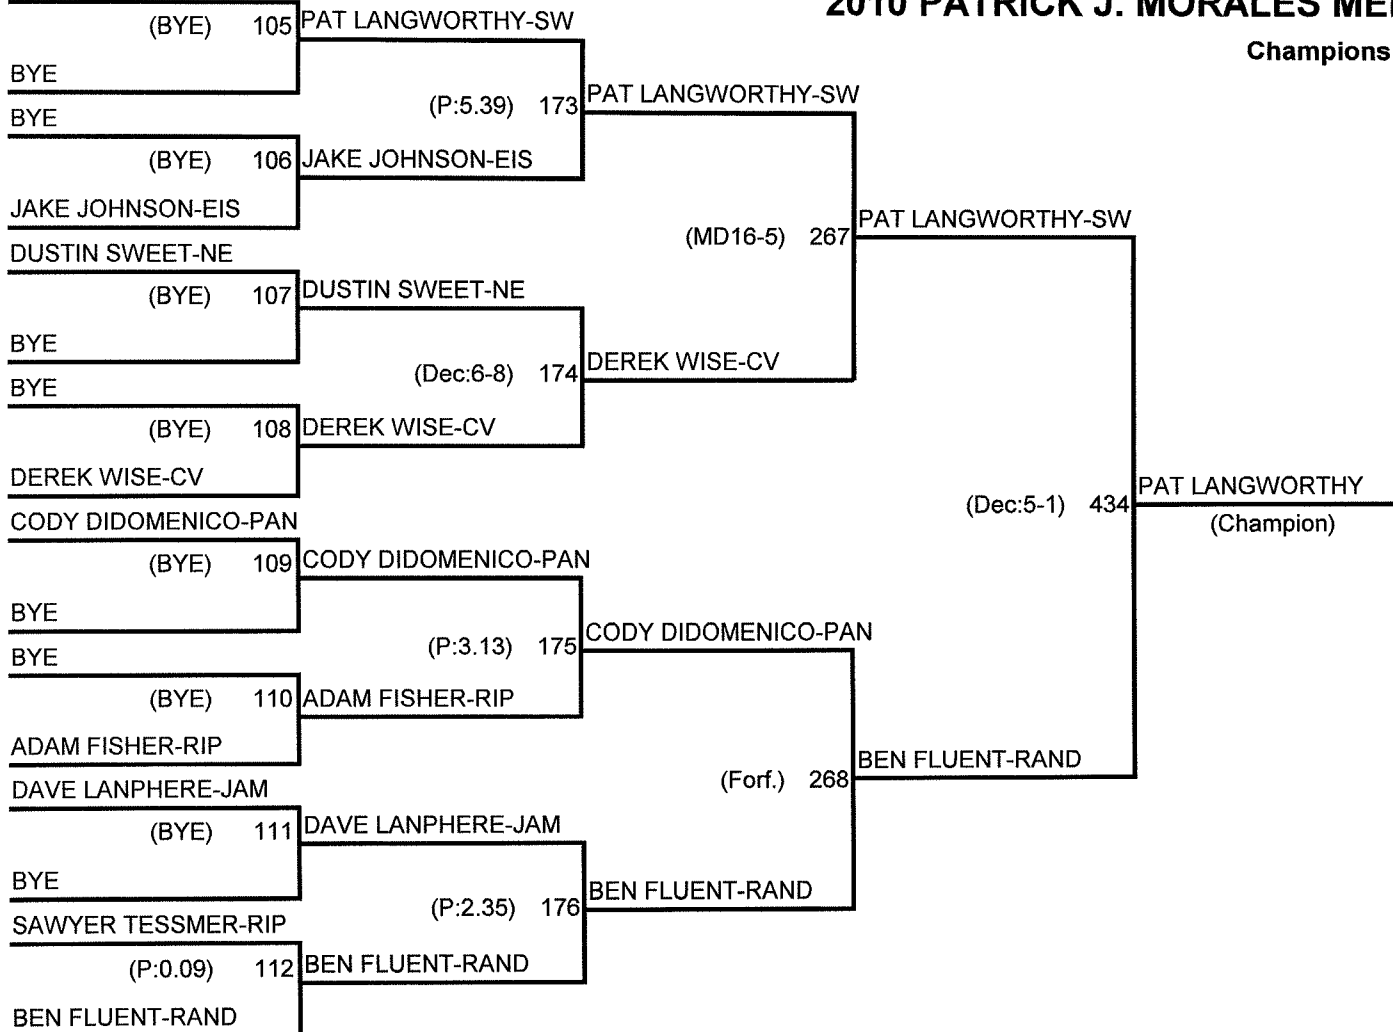 2010 PATRICK J. MORALES
Champions
(BYE) 105 PAT LANGWORTHY-SW
BYE
(P:5.39) 173 PAT LANGWORTHY-SW
BYE
(BYE) 106 JAKE JOHNSON-EIS
JAKE JOHNSON-EIS
(MD16-5) 267 PAT LANGWORTHY-SW
DUSTIN SWEET-NE
(BYE) 107 DUSTIN SWEET-NE
BYE
(Dec:6-8) 174 DEREK WISE-CV
BYE
(BYE) 108 DEREK WISE-CV
DEREK WISE-CV
(Dec:5-1) 434 PAT LANGWORTHY
(Champion)
CODY DIDOMENICO-PAN
(BYE) 109 CODY DIDOMENICO-PAN
BYE
(P:3.13) 175 CODY DIDOMENICO-PAN
BYE
(BYE) 110 ADAM FISHER-RIP
ADAM FISHER-RIP
(Forf.) 268 BEN FLUENT-RAND
DAVE LANPHERE-JAM
(BYE) 111 DAVE LANPHERE-JAM
BYE
(P:2.35) 176 BEN FLUENT-RAND
SAWYER TESSMER-RIP
(P:0.09) 112 BEN FLUENT-RAND
BEN FLUENT-RAND